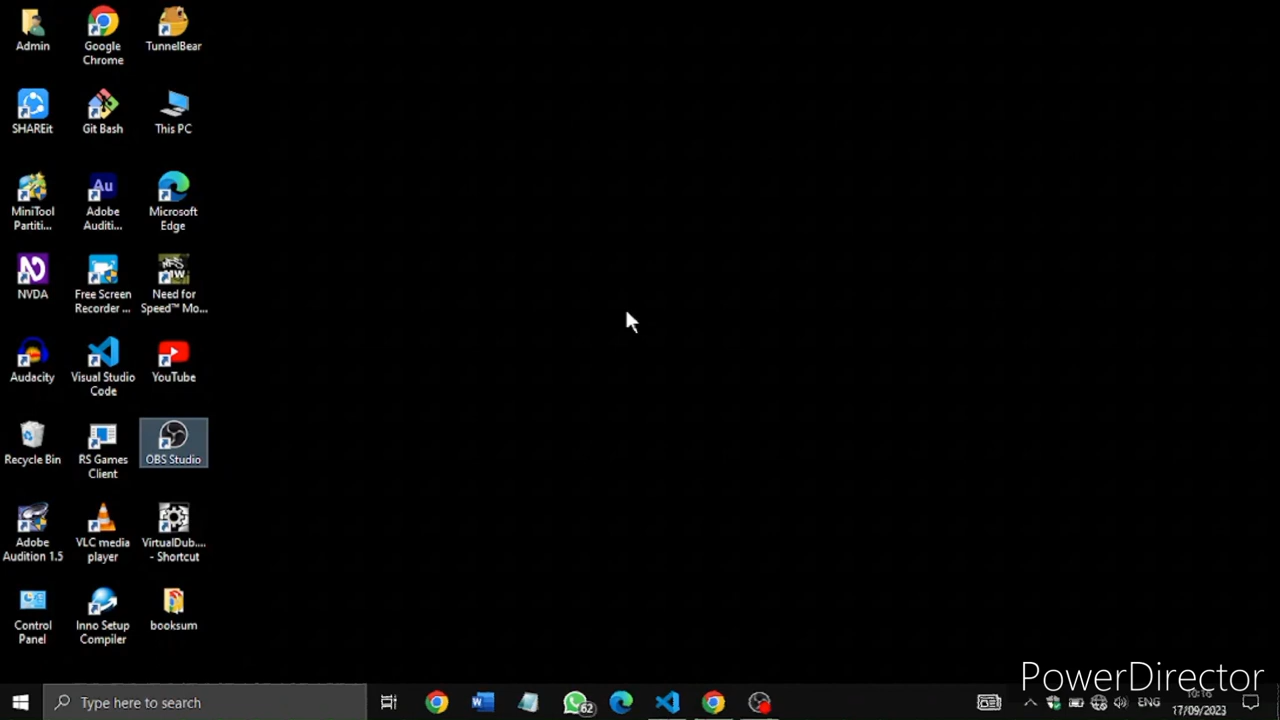 Admin
Google
Chrome
TunnelBear
SHAREit
Git Bash
This PC
MiniTool
Partiti...
Adobe
Auditi...
Microsoft
Edge
NVDA
Free Screen
Recorder ...
Need for
Speed™ Mo...
Audacity
Visual Studio
Code
YouTube
Recycle Bin
RS Games
Client
OBS Studio
Adobe
Audition 1.5
VLC media
player
VirtualDub....
- Shortcut
Control
Panel
Inno Setup
Compiler
booksum
PowerDirector
Type here to search
62
ENG
10:16
17/09/2023